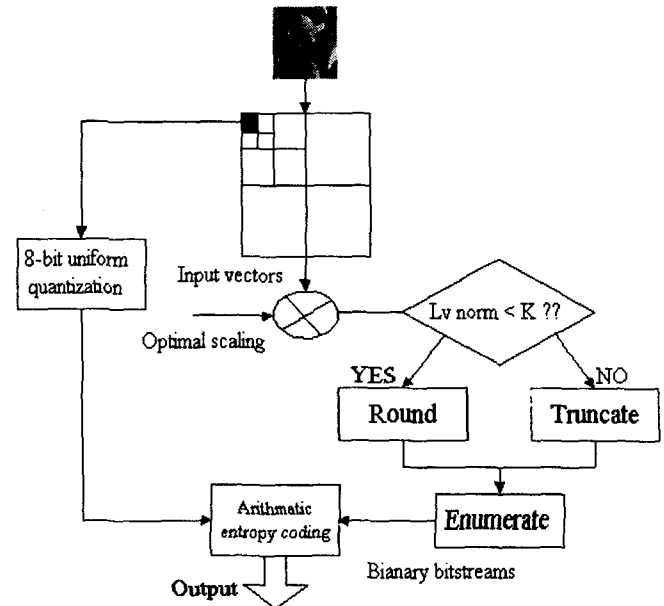 8-bit uniform
quantization
Input vectors
Optimal scaling
Lv norm < K ??
YES
NO
Round
Truncate
Arithmatic
entropy coding
Enumerate
Output
Bianary bitstreams